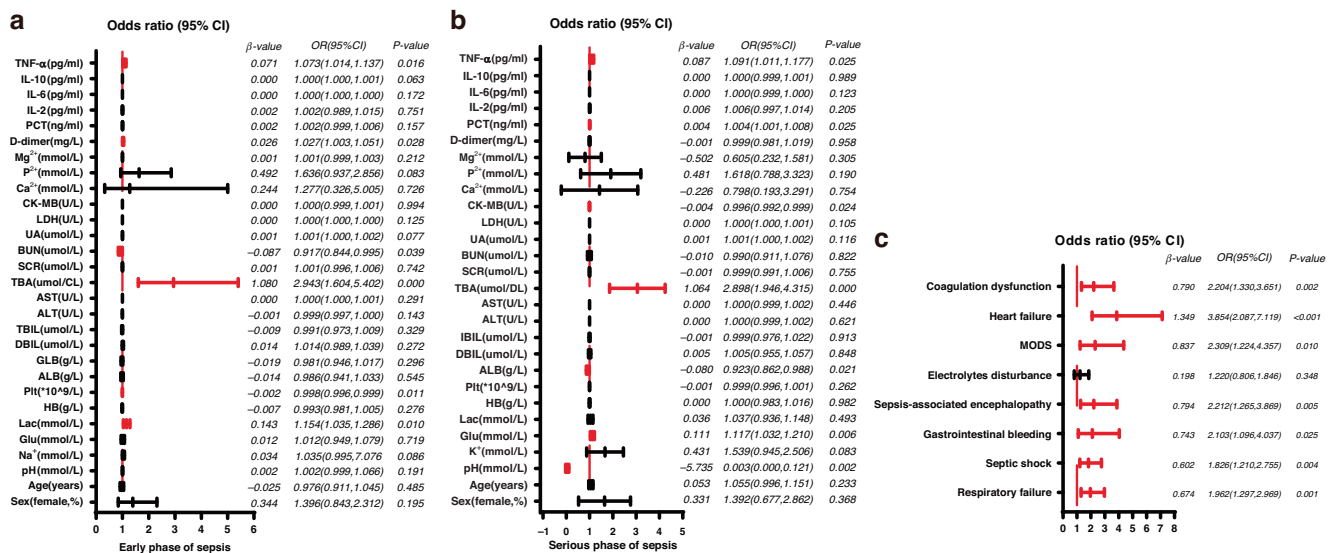 a
Odds ratio (95% CI)
β-value OR(95%CI) P-value
TNF-α(pg/ml) 0.071 1.073(1.014,1.137) 0.016
IL-10(pg/ml) 0.000 1.000(1.000,1.001) 0.063
IL-6(pg/ml) 0.000 1.000(1.000,1.000) 0.172
IL-2(pg/ml) 0.002 1.002(0.989,1.015) 0.751
PCT(ng/ml) 0.002 1.002(0.999,1.006) 0.157
D-dimer(mg/L) 0.026 1.027(1.003,1.051) 0.028
Mg²⁺(mmol/L) 0.001 1.001(0.999,1.003) 0.212
P²⁺(mmol/L) 0.492 1.636(0.937,2.856) 0.083
Ca²⁺(mmol/L) 0.244 1.277(0.326,5.005) 0.726
CK-MB(U/L) 0.000 1.000(0.999,1.001) 0.994
LDH(U/L) 0.000 1.000(1.000,1.000) 0.125
UA(umol/L) 0.001 1.001(1.000,1.002) 0.077
BUN(umol/L) −0.087 0.917(0.844,0.995) 0.039
SCR(umol/L) 0.001 1.001(0.996,1.006) 0.742
TBA(umol/CL) 1.080 2.943(1.604,5.402) 0.000
AST(U/L) 0.000 1.000(1.000,1.001) 0.291
ALT(U/L) −0.001 0.999(0.997,1.000) 0.143
TBIL(umol/L) −0.009 0.991(0.973,1.009) 0.329
DBIL(umol/L) 0.014 1.014(0.989,1.039) 0.272
GLB(g/L) −0.019 0.981(0.946,1.017) 0.296
ALB(g/L) −0.014 0.986(0.941,1.033) 0.545
Plt(*10^9/L) −0.002 0.998(0.996,0.999) 0.011
HB(g/L) −0.007 0.993(0.981,1.005) 0.276
Lac(mmol/L) 0.143 1.154(1.035,1.286) 0.010
Glu(mmol/L) 0.012 1.012(0.949,1.079) 0.719
Na⁺(mmol/L) 0.034 1.035(0.995,7.076 0.086
pH(mmol/L) 0.002 1.002(0.999,1.066) 0.191
Age(years) −0.025 0.976(0.911,1.045) 0.485
Sex(female,%) 0.344 1.396(0.843,2.312) 0.195
0 1 2 3 4 5 6
Early phase of sepsis
b
Odds ratio (95% CI)
β-value OR(95%CI) P-value
TNF-α(pg/ml) 0.087 1.091(1.011,1.177) 0.025
IL-10(pg/ml) 0.000 1.000(0.999,1.001) 0.989
IL-6(pg/ml) 0.000 1.000(0.999,1.000) 0.123
IL-2(pg/ml) 0.006 1.006(0.997,1.014) 0.205
PCT(ng/ml) 0.004 1.004(1.001,1.008) 0.025
D-dimer(mg/L) −0.001 0.999(0.981,1.019) 0.958
Mg²⁺(mmol/L) −0.502 0.605(0.232,1.581) 0.305
P²⁺(mmol/L) 0.481 1.618(0.788,3.323) 0.190
Ca²⁺(mmol/L) −0.226 0.798(0.193,3.291) 0.754
CK-MB(U/L) −0.004 0.996(0.992,0.999) 0.024
LDH(U/L) 0.000 1.000(1.000,1.001) 0.105
UA(umol/L) 0.001 1.001(1.000,1.002) 0.116
BUN(umol/L) −0.010 0.990(0.911,1.076) 0.822
SCR(umol/L) −0.001 0.999(0.991,1.006) 0.755
TBA(umol/DL) 1.064 2.898(1.946,4.315) 0.000
AST(U/L) 0.000 1.000(0.999,1.002) 0.446
ALT(U/L) 0.000 1.000(0.999,1.002) 0.621
IBIL(umol/L) −0.001 0.999(0.976,1.022) 0.913
DBIL(umol/L) 0.005 1.005(0.955,1.057) 0.848
ALB(g/L) −0.080 0.923(0.862,0.988) 0.021
Plt(*10^9/L) −0.001 0.999(0.996,1.001) 0.262
HB(g/L) 0.000 1.000(0.983,1.016) 0.982
Lac(mmol/L) 0.036 1.037(0.936,1.148) 0.493
Glu(mmol/L) 0.111 1.117(1.032,1.210) 0.006
K⁺(mmol/L) 0.431 1.539(0.945,2.506) 0.083
pH(mmol/L) −5.735 0.003(0.000,0.121) 0.002
Age(years) 0.053 1.055(0.996,1.151) 0.233
Sex(female,%) 0.331 1.392(0.677,2.862) 0.368
−1 0 1 2 3 4 5
Serious phase of sepsis
c
Odds ratio (95% CI)
β-value OR(95%CI) P-value
Coagulation dysfunction 0.790 2.204(1.330,3.651) 0.002
Heart failure 1.349 3.854(2.087,7.119) <0.001
MODS 0.837 2.309(1.224,4.357) 0.010
Electrolytes disturbance 0.198 1.220(0.806,1.846) 0.348
Sepsis-associated encephalopathy 0.794 2.212(1.265,3.869) 0.005
Gastrointestinal bleeding 0.743 2.103(1.096,4.037) 0.025
Septic shock 0.602 1.826(1.210,2.755) 0.004
Respiratory failure 0.674 1.962(1.297,2.969) 0.001
0 1 2 3 4 5 6 7 8